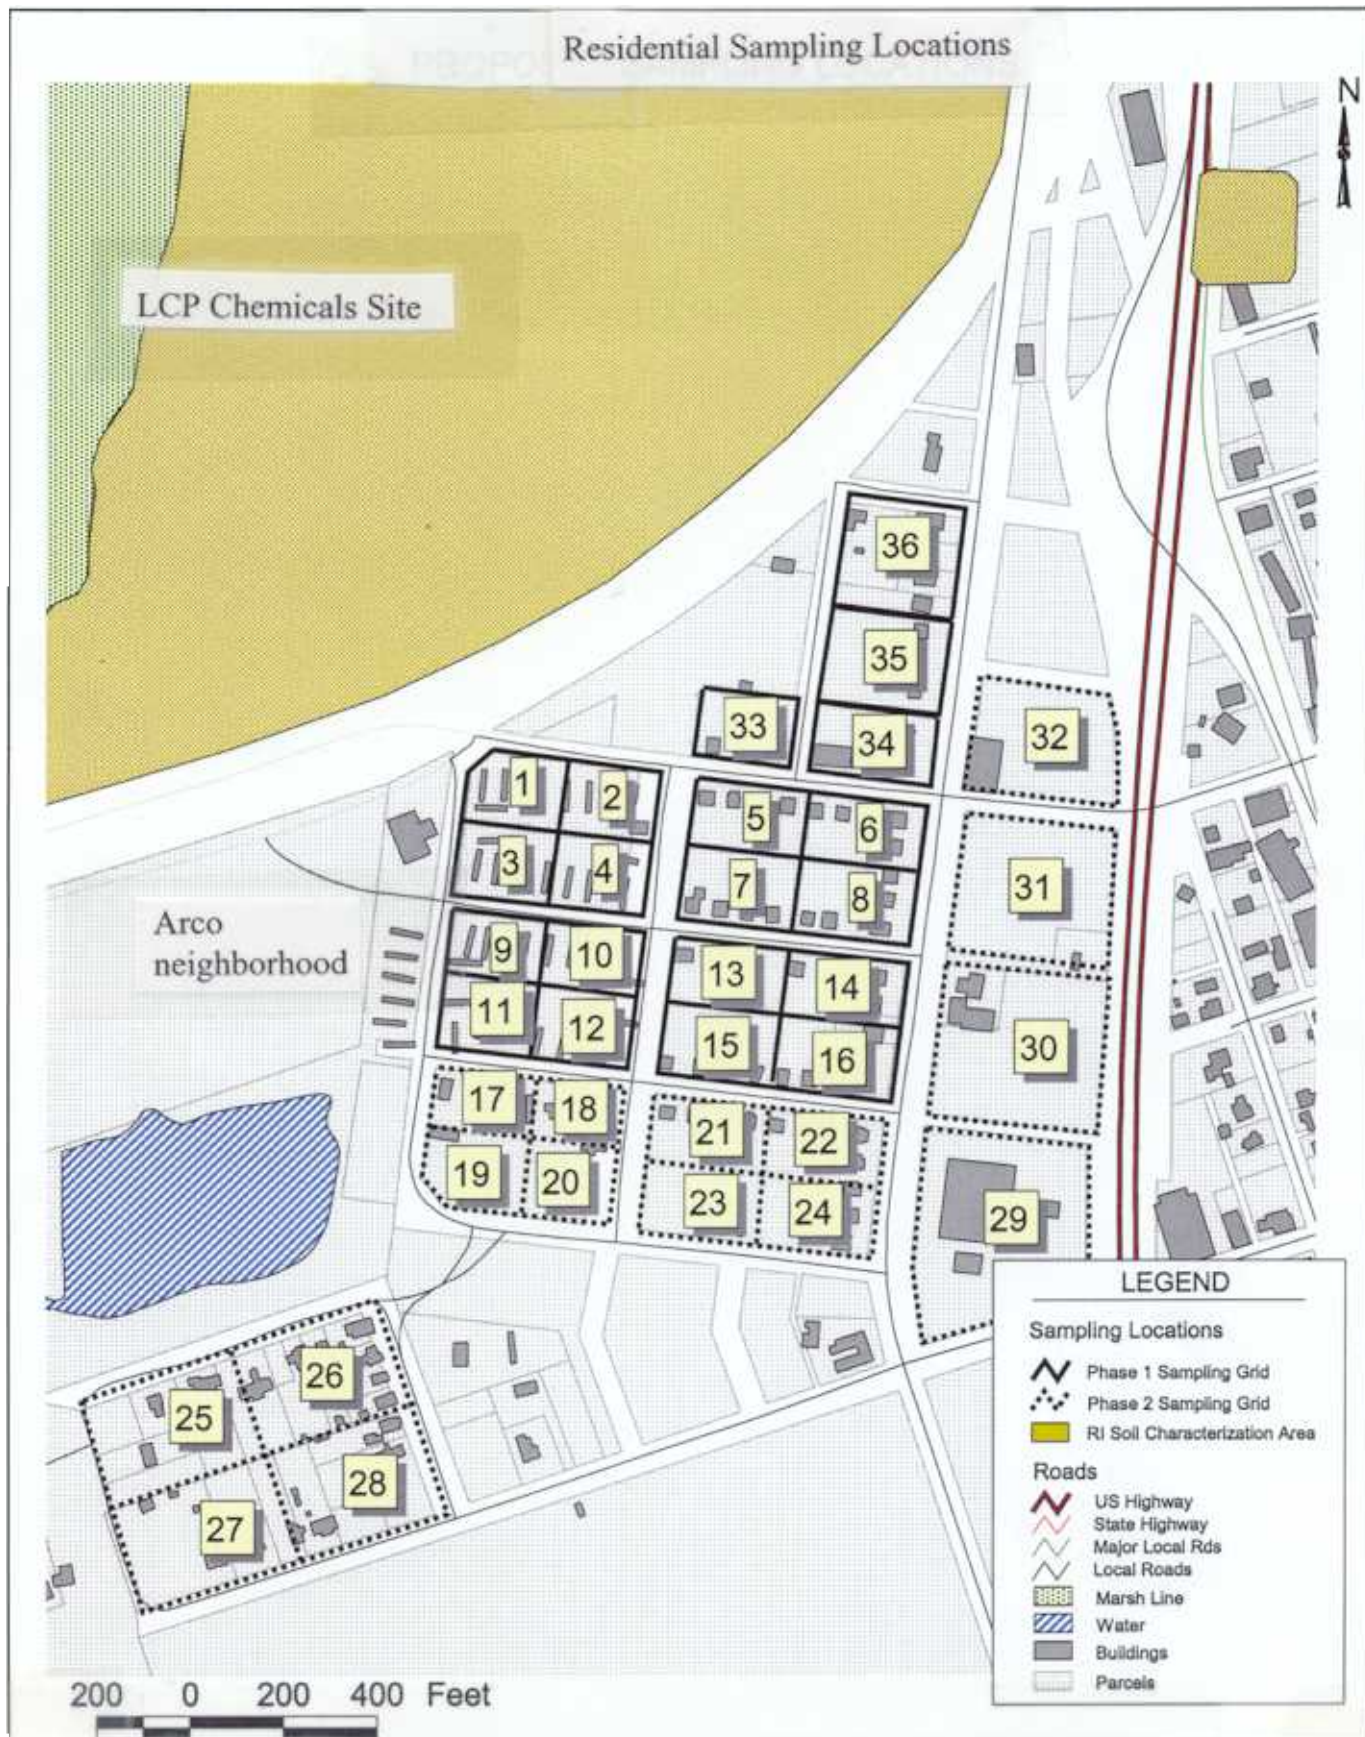 Residential Sampling Locations
N
LCP Chemicals Site
36
35
33
34
32
1
2
5
6
3
4
7
8
31
Arco
neighborhood
9
10
13
14
11
12
15
16
30
17
18
21
22
19
20
23
24
29
26
25
28
27
LEGEND
Sampling Locations
Phase 1 Sampling Grid
Phase 2 Sampling Grid
RI Soil Characterization Area
Roads
US Highway
State Highway
Major Local Rds
Local Roads
Marsh Line
Water
Buildings
Parcels
200 0 200 400 Feet